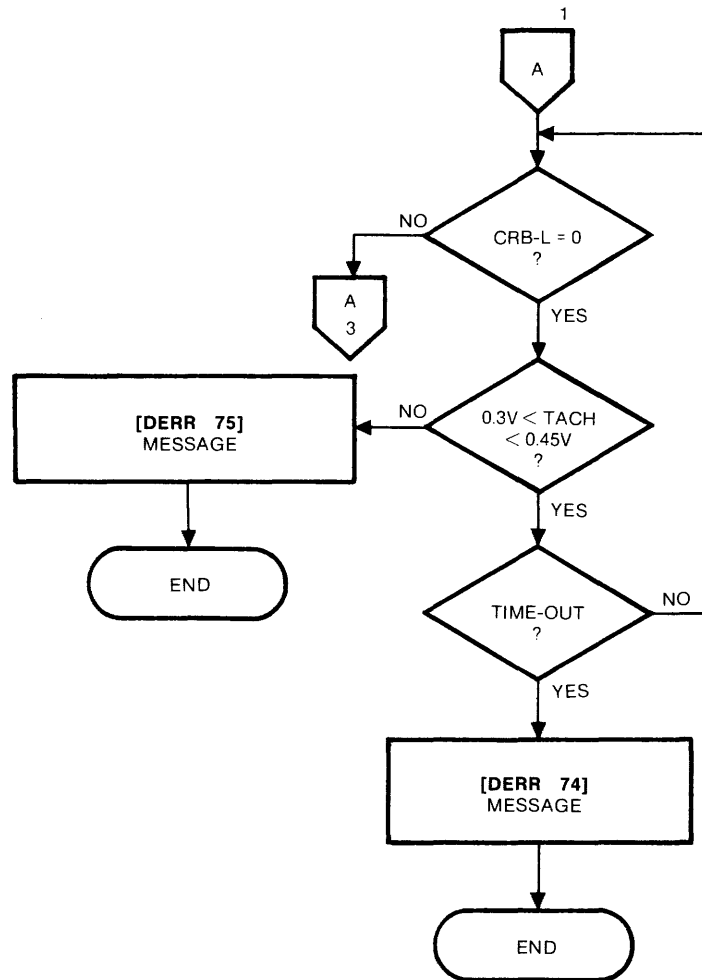 1
A
NO
CRB-L = 0
?
A
3
YES
[DERR 75]
MESSAGE
NO
0.3V < TACH
< 0.45V
?
YES
END
TIME-OUT
?
NO
YES
[DERR 74]
MESSAGE
END